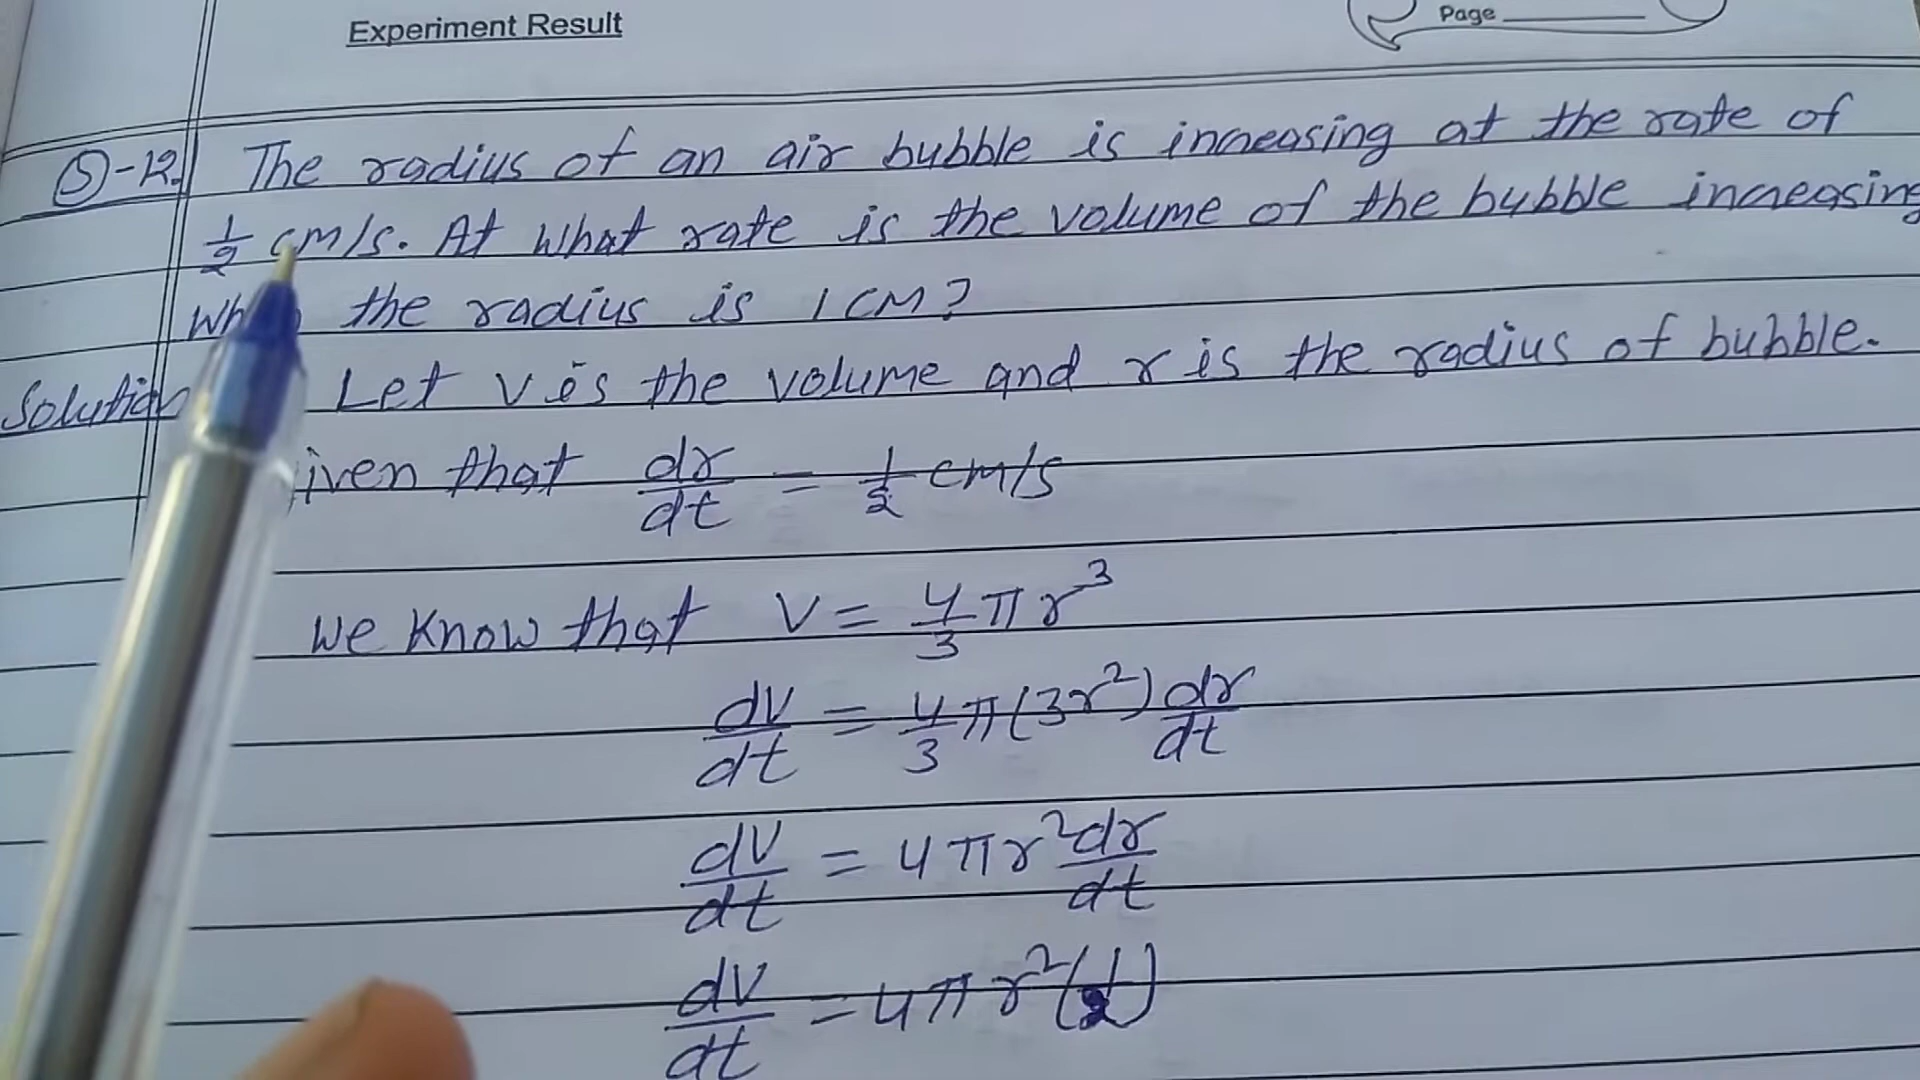 Experiment Result
Page
Q-12. The radius of an air bubble is increasing at the rate of
1/2 cm/s. At what rate is the volume of the bubble increasing
the radius is 1 CM?
Solution Let V is the volume and r is the radius of bubble.
iven that dr/dt = 1/2 cm/s
We know that V = 4/3 π r³
dV/dt = 4/3 π (3r²) dr/dt
dV/dt = 4πr² dr/dt
dV/dt = 4πr² (1/2)